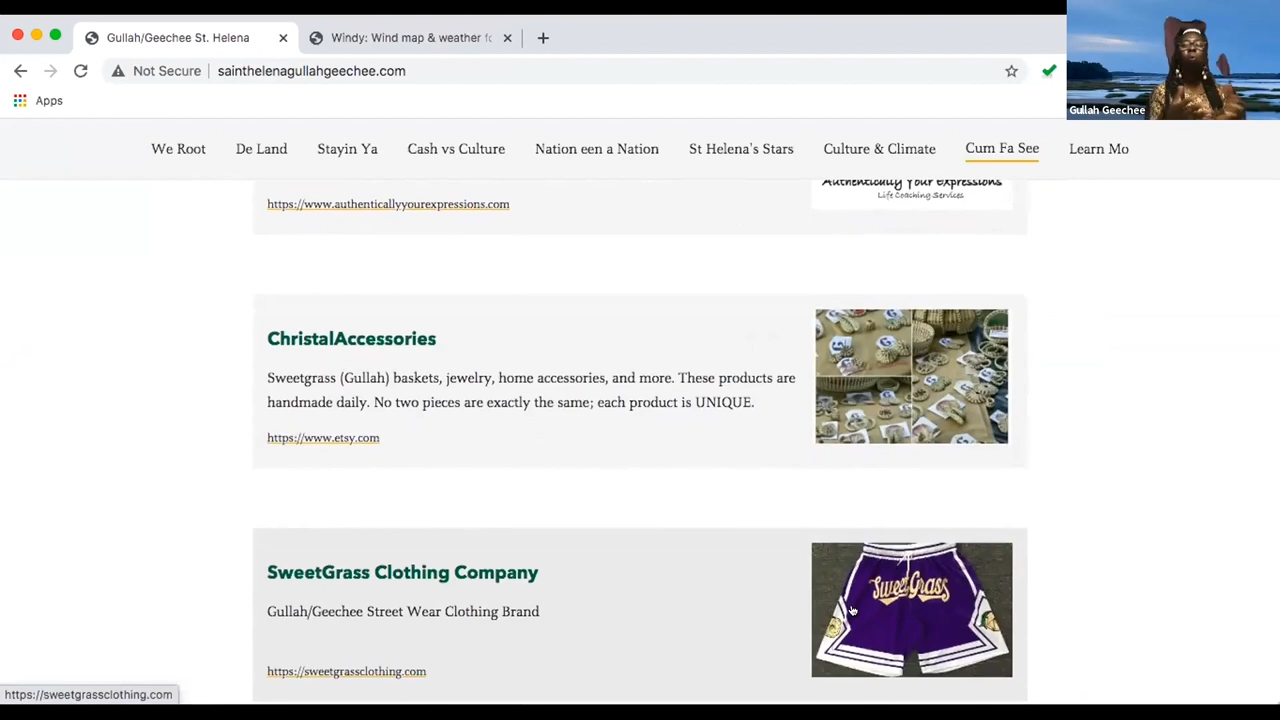 Gullah/Geechee St. Helena
Windy: Wind map & weather fo
Not Secure
sainthelenagullahgeechee.com
Apps
Gullah Geechee
We Root
De Land
Stayin Ya
Cash vs Culture
Nation een a Nation
St Helena's Stars
Culture & Climate
Cum Fa See
Learn Mo
https://www.authenticallyyourexpressions.com
Authentically Your Expressions
Life Coaching Services
ChristalAccessories
Sweetgrass (Gullah) baskets, jewelry, home accessories, and more. These products are
handmade daily. No two pieces are exactly the same; each product is UNIQUE.
https://www.etsy.com
SweetGrass Clothing Company
Gullah/Geechee Street Wear Clothing Brand
https://sweetgrassclothing.com
SweetGrass
https://sweetgrassclothing.com